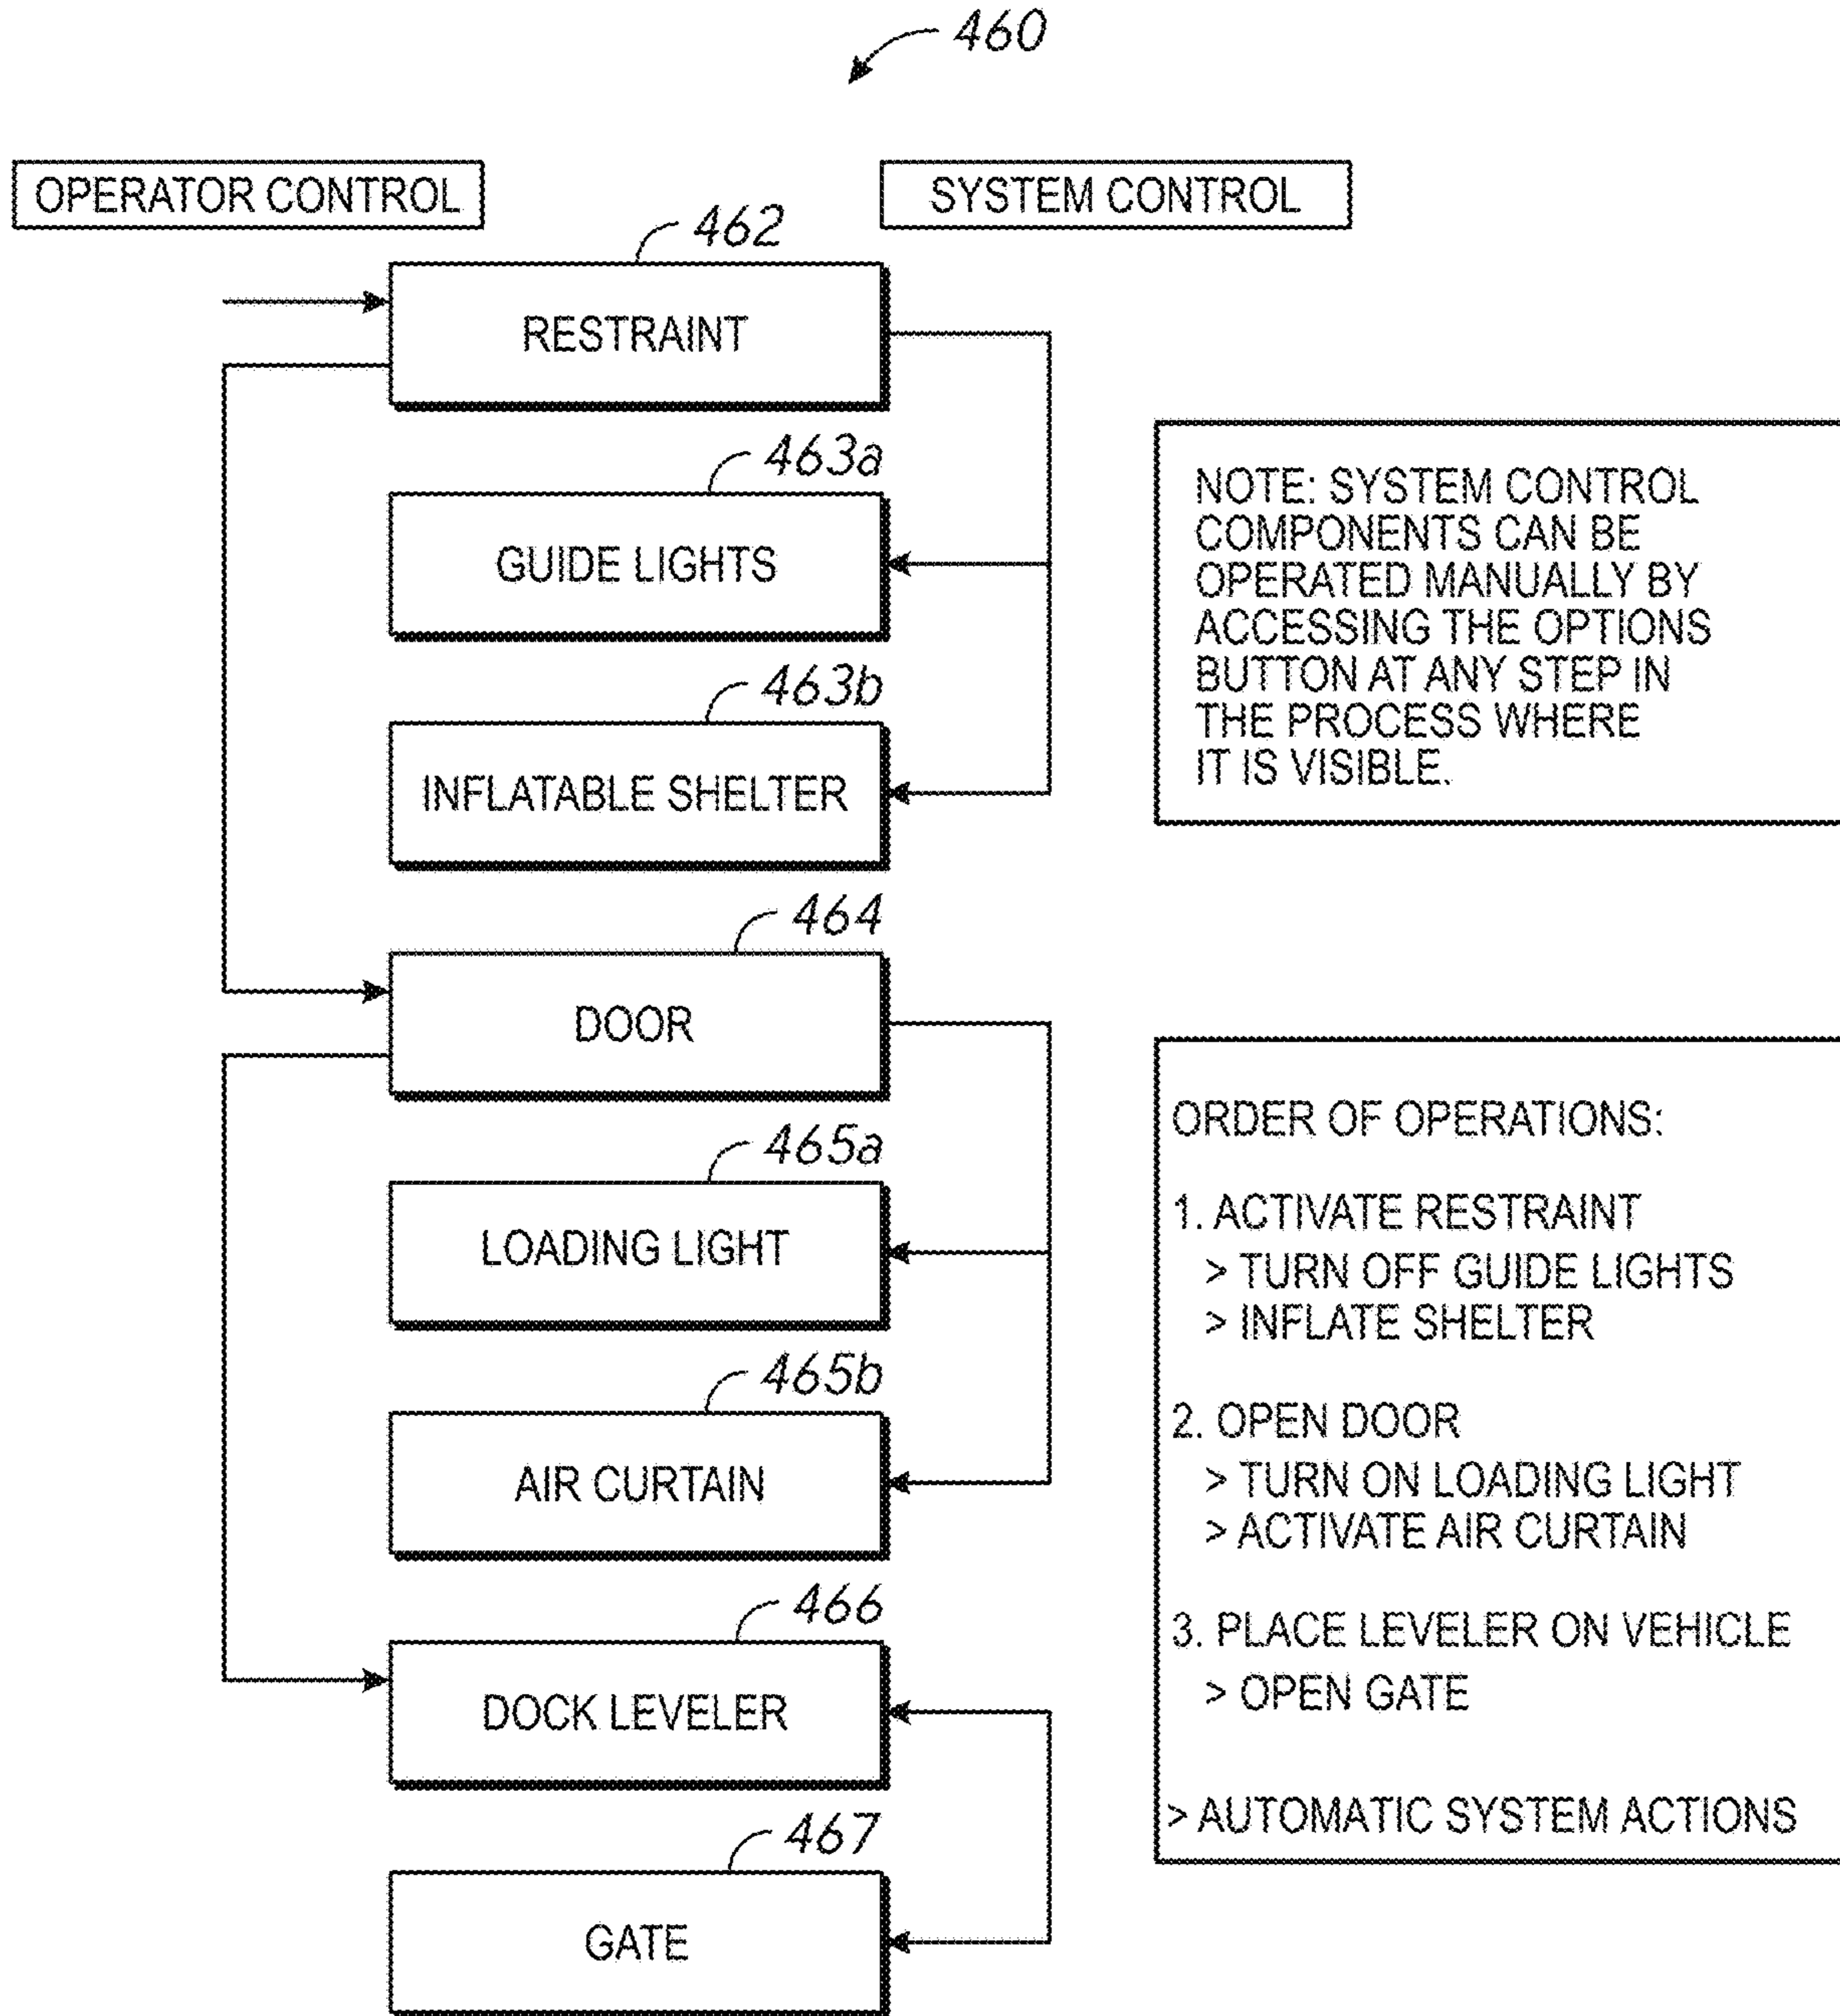 460
OPERATOR CONTROL
SYSTEM CONTROL
462
RESTRAINT
463a
GUIDE LIGHTS
463b
INFLATABLE SHELTER
464
DOOR
465a
LOADING LIGHT
465b
AIR CURTAIN
466
DOCK LEVELER
467
GATE
NOTE: SYSTEM CONTROL
COMPONENTS CAN BE
OPERATED MANUALLY BY
ACCESSING THE OPTIONS
BUTTON AT ANY STEP IN
THE PROCESS WHERE
IT IS VISIBLE.
ORDER OF OPERATIONS:
1. ACTIVATE RESTRAINT
> TURN OFF GUIDE LIGHTS
> INFLATE SHELTER
2. OPEN DOOR
> TURN ON LOADING LIGHT
> ACTIVATE AIR CURTAIN
3. PLACE LEVELER ON VEHICLE
> OPEN GATE
> AUTOMATIC SYSTEM ACTIONS